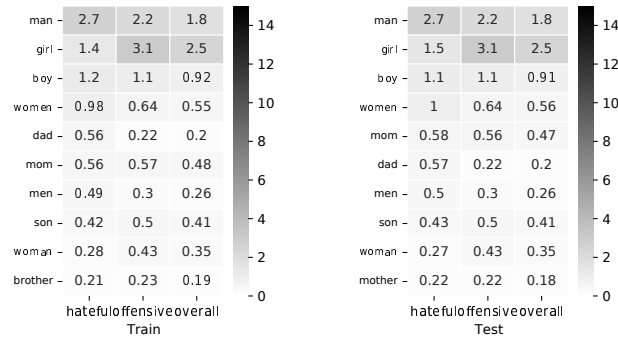 man 2.7 2.2 1.8
girl 1.4 3.1 2.5
boy 1.2 1.1 0.92
women 0.98 0.64 0.55
dad 0.56 0.22 0.2
mom 0.56 0.57 0.48
men 0.49 0.3 0.26
son 0.42 0.5 0.41
woman 0.28 0.43 0.35
brother 0.21 0.23 0.19
hateful offensive overall
Train
14
12
10
8
6
4
2
0
man 2.7 2.2 1.8
girl 1.5 3.1 2.5
boy 1.1 1.1 0.91
women 1 0.64 0.56
mom 0.58 0.56 0.47
dad 0.57 0.22 0.2
men 0.5 0.3 0.26
son 0.43 0.5 0.41
woman 0.27 0.43 0.35
mother 0.22 0.22 0.18
hateful offensive overall
Test
14
12
10
8
6
4
2
0